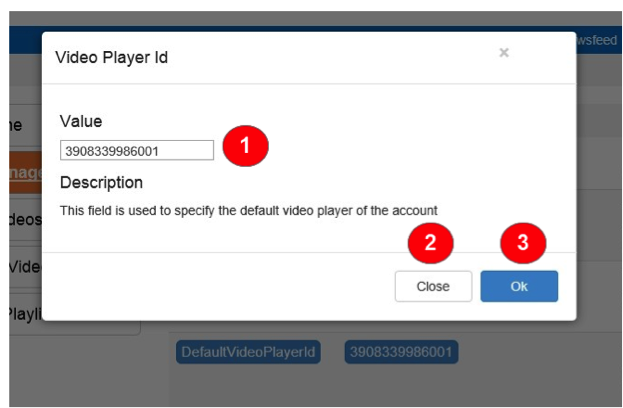 wsfeed
Video Player Id ×
Value
3908339986001
1
Description
This field is used to specify the default video player of the account
2
3
Close
Ok
ne
nage
deos
Vide
Playli
DefaultVideoPlayerId
3908339986001